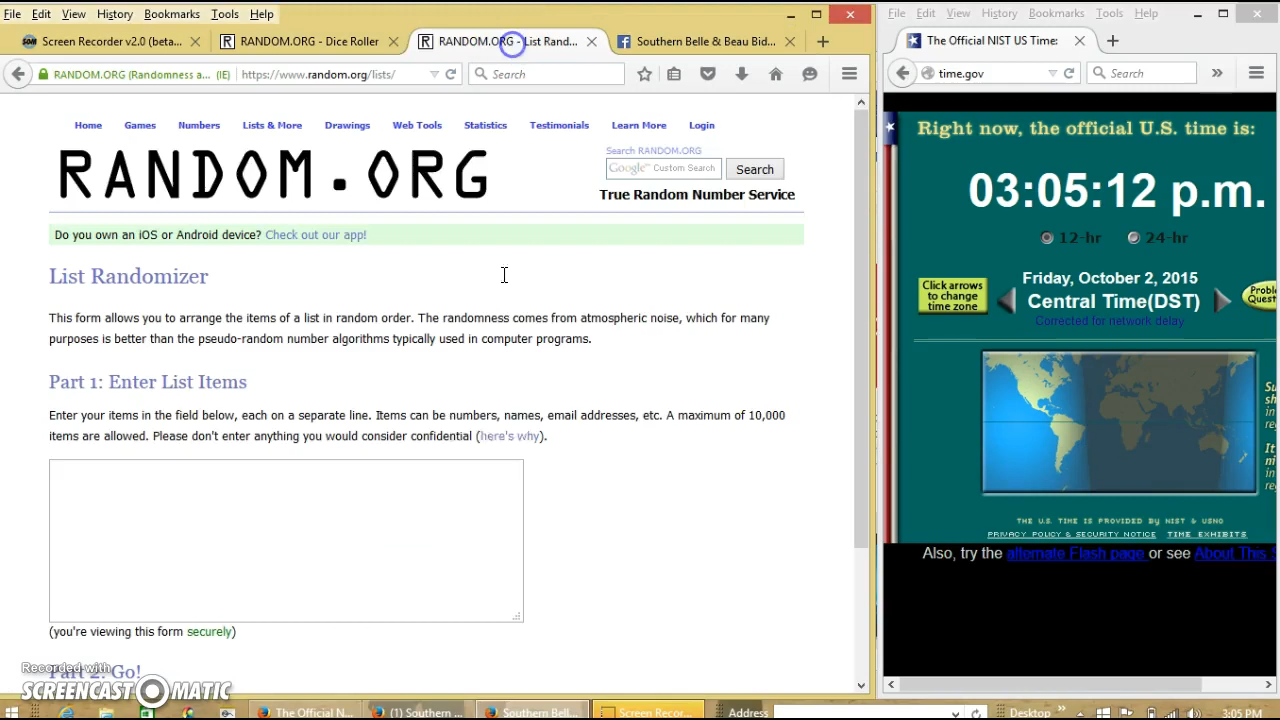 File Edit View History Bookmarks Tools Help
Screen Recorder v2.0 (beta... RANDOM.ORG - Dice Roller RANDOM.ORG - List Rand... Southern Belle & Beau Bid...
RANDOM.ORG (Randomness a... (IE) https://www.random.org/lists/ Search
Home Games Numbers Lists & More Drawings Web Tools Statistics Testimonials Learn More Login
RANDOM.ORG
Search RANDOM.ORG
Google™ Custom Search Search
True Random Number Service
Do you own an iOS or Android device? Check out our app!
List Randomizer
This form allows you to arrange the items of a list in random order. The randomness comes from atmospheric noise, which for many
purposes is better than the pseudo-random number algorithms typically used in computer programs.
Part 1: Enter List Items
Enter your items in the field below, each on a separate line. Items can be numbers, names, email addresses, etc. A maximum of 10,000
items are allowed. Please don't enter anything you would consider confidential (here's why).
(you're viewing this form securely)
Part 2: Go!
Recorded with
SCREENCAST MATIC
File Edit View History Bookmarks Tools Help
The Official NIST US Time:
time.gov Search
Right now, the official U.S. time is:
03:05:12 p.m.
12-hr 24-hr
Click arrows
to change
time zone
Friday, October 2, 2015
Central Time(DST)
Corrected for network delay
Proble
Quest
THE U.S. TIME IS PROVIDED BY NIST & USNO
PRIVACY POLICY & SECURITY NOTICE TIME EXHIBITS
Also, try the alternate Flash page or see About This S
The Official N... (1) Southern ... Southern Bel... Screen Recor... Address Desktop 3:05 PM